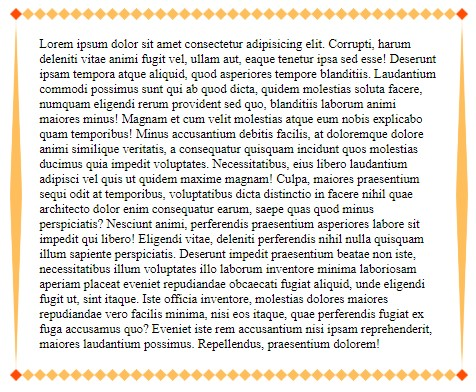 Lorem ipsum dolor sit amet consectetur adipisicing elit. Corrupti, harum
deleniti vitae animi fugit vel, ullam aut, eaque tenetur ipsa sed esse! Deserunt
ipsam tempora atque aliquid, quod asperiores tempore blanditiis. Laudantium
commodi possimus sunt qui ab quod dicta, quidem molestias soluta facere,
numquam eligendi rerum provident sed quo, blanditiis laborum animi
maiores minus! Magnam et cum velit molestias atque eum nobis explicabo
quam temporibus! Minus accusantium debitis facilis, at doloremque dolore
animi similique veritatis, a consequatur quisquam incidunt quos molestias
ducimus quia impedit voluptates. Necessitatibus, eius libero laudantium
adipisci vel quis ut quidem maxime magnam! Culpa, maiores praesentium
sequi odit at temporibus, voluptatibus dicta distinctio in facere nihil quae
architecto dolor enim consequatur earum, saepe quas quod minus
perspiciatis? Nesciunt animi, perferendis praesentium asperiores labore sit
impedit qui libero! Eligendi vitae, deleniti perferendis nihil nulla quisquam
illum sapiente perspiciatis. Deserunt impedit praesentium beatae non iste,
necessitatibus illum voluptates illo laborum inventore minima laboriosam
aperiam placeat eveniet repudiandae obcaecati fugiat aliquid, unde eligendi
fugit ut, sint itaque. Iste officia inventore, molestias dolores maiores
repudiandae vero facilis minima, nisi eos itaque, quae perferendis fugiat ex
fuga accusamus quo? Eveniet iste rem accusantium nisi ipsam reprehenderit,
maiores laudantium possimus. Repellendus, praesentium dolorem!